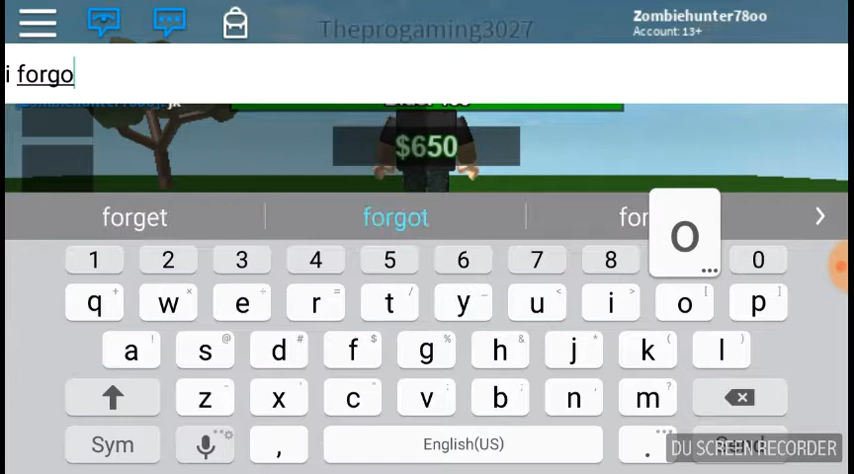 Theprogaming3027
Zombiehunter78oo
Account: 13+
i forgo
$650
forget
forgot
for
O
1 2 3 4 5 6 7 8 0
q w e r t y u i o p
a s d f g h j k l
z x c v b n m
Sym , English(US) .
DU SCREEN RECORDER